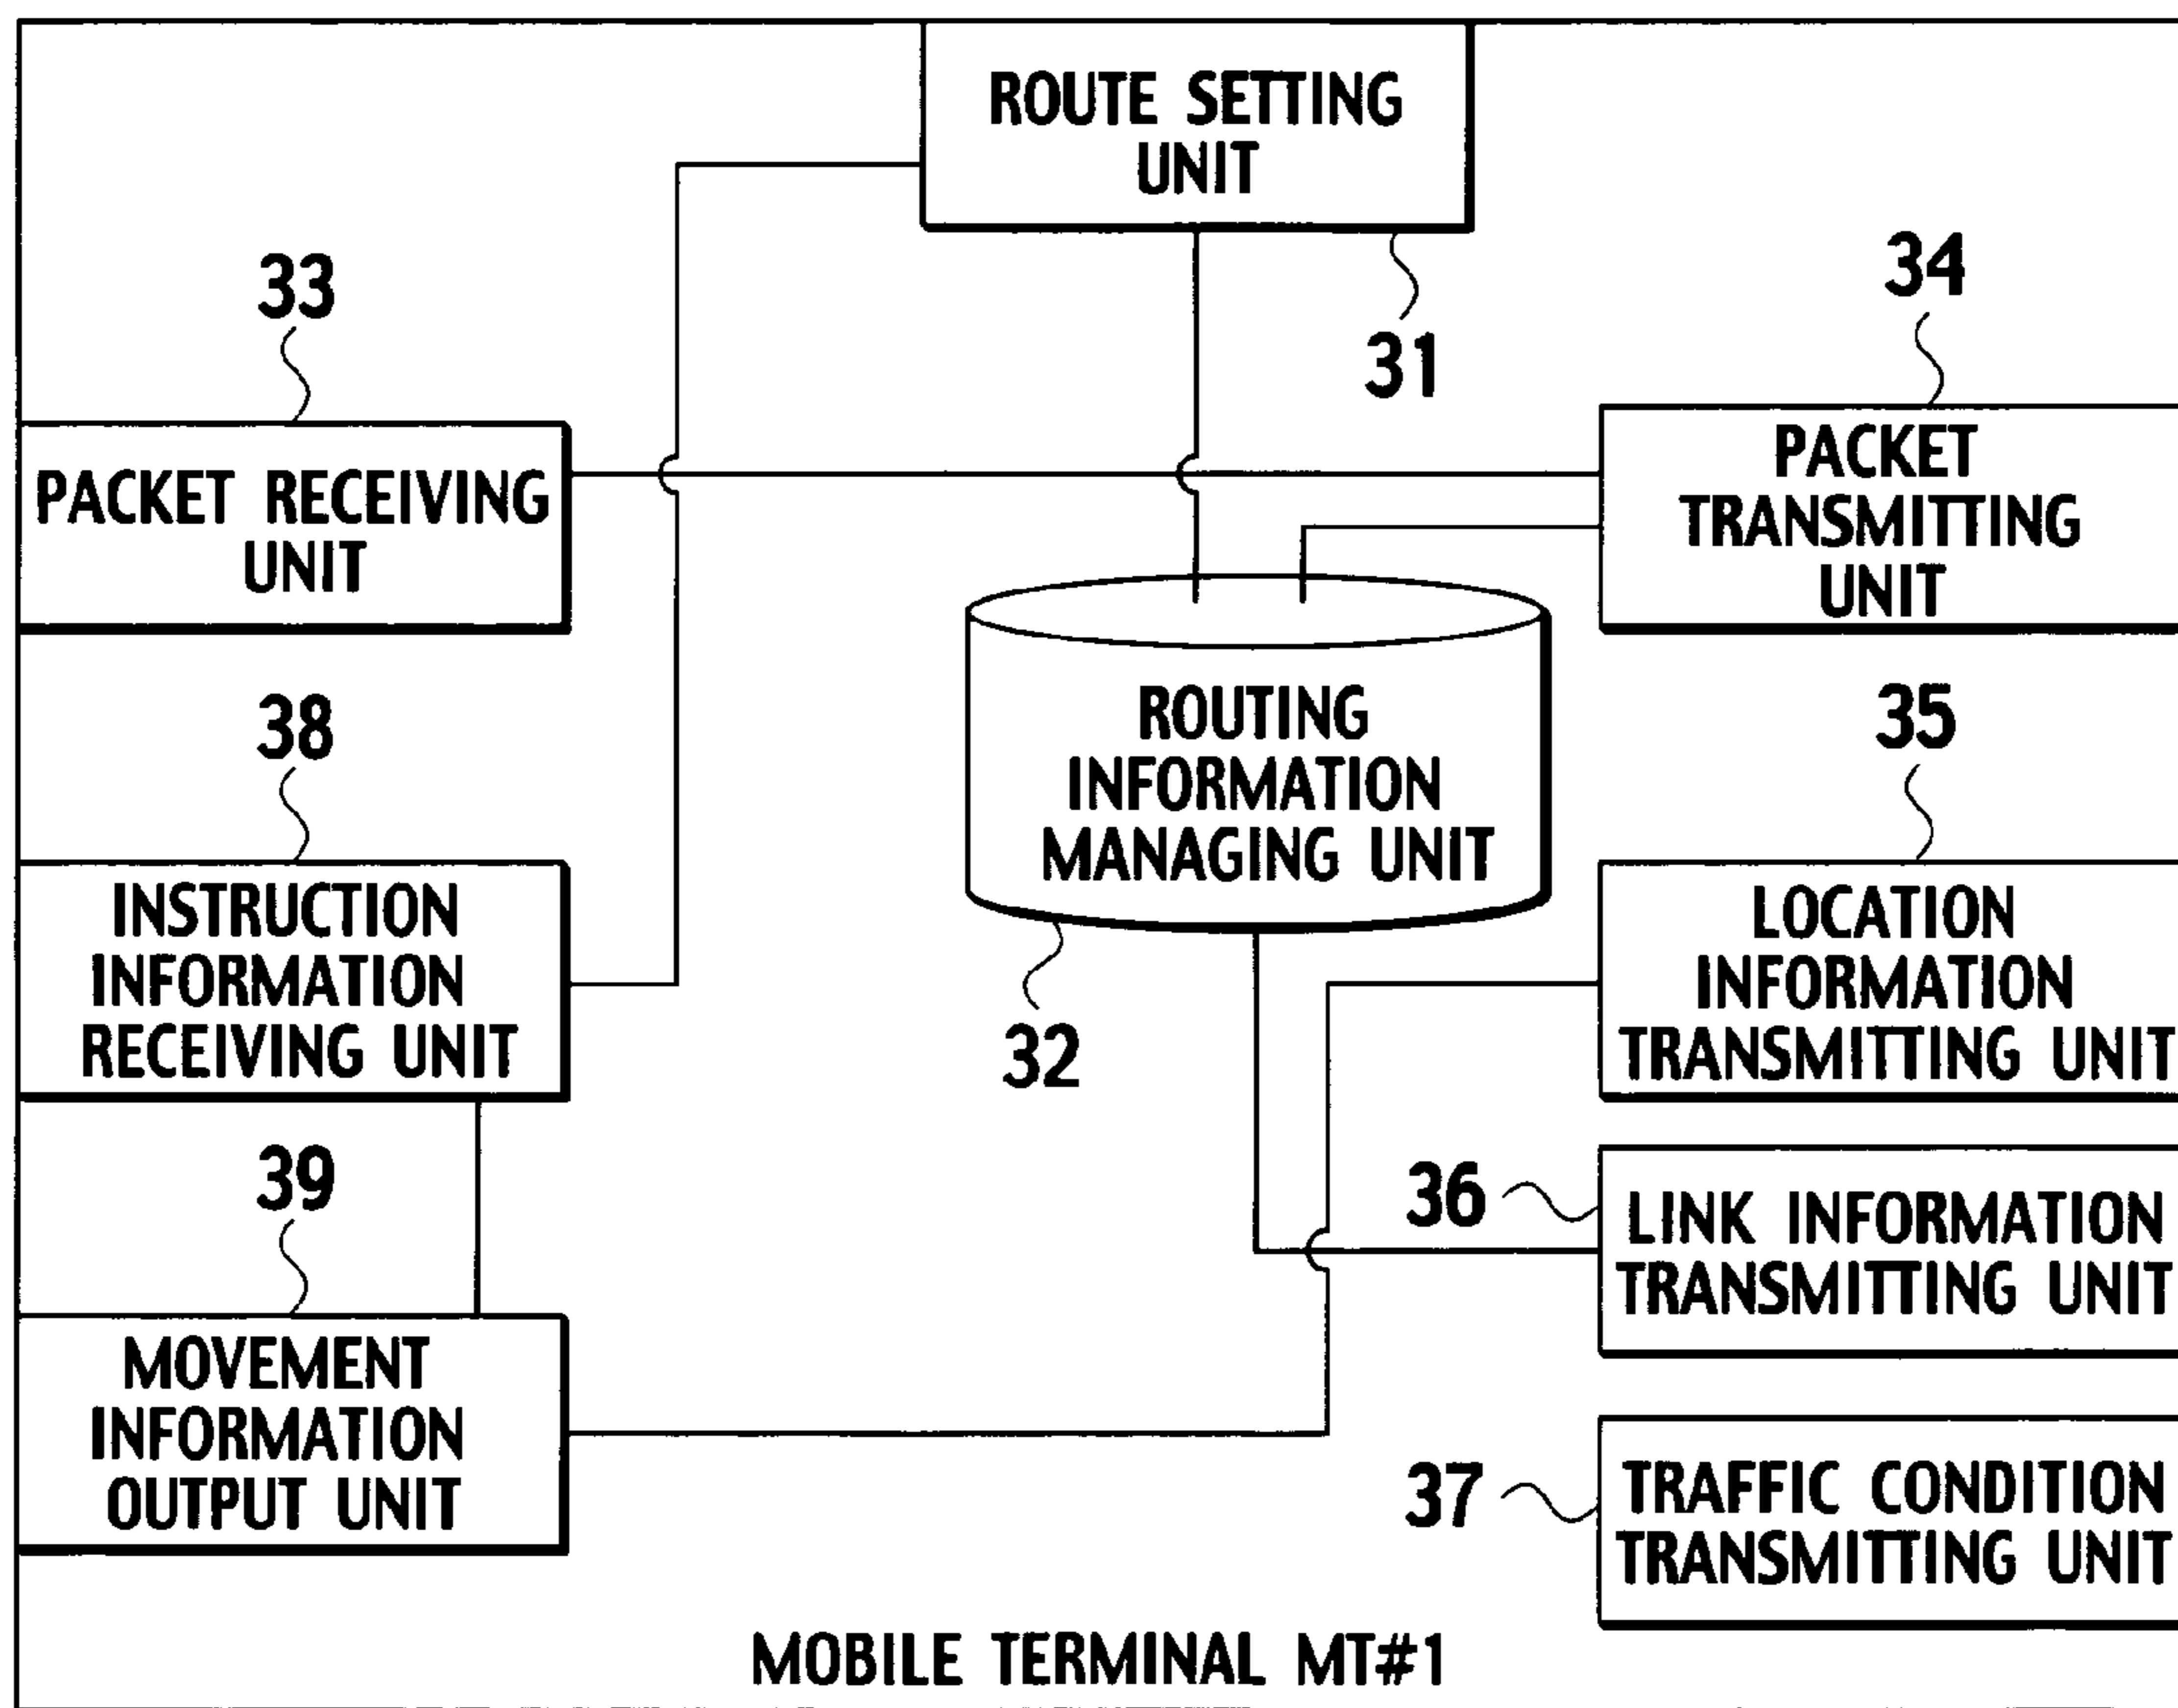 ROUTE SETTING
UNIT
31
33
PACKET RECEIVING
UNIT
34
PACKET
TRANSMITTING
UNIT
ROUTING
INFORMATION
MANAGING UNIT
32
38
INSTRUCTION
INFORMATION
RECEIVING UNIT
35
LOCATION
INFORMATION
TRANSMITTING UNIT
36
LINK INFORMATION
TRANSMITTING UNIT
39
MOVEMENT
INFORMATION
OUTPUT UNIT
37
TRAFFIC CONDITION
TRANSMITTING UNIT
MOBILE TERMINAL MT#1